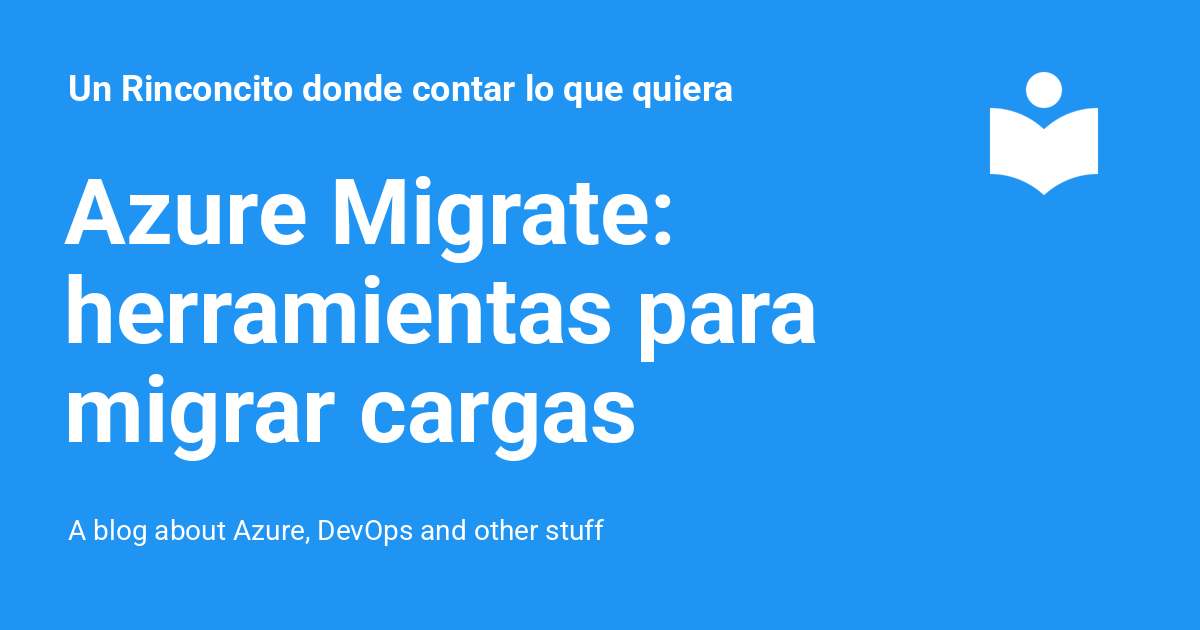 Un Rinconcito donde contar lo que quiera
Azure Migrate:
herramientas para
migrar cargas
A blog about Azure, DevOps and other stuff